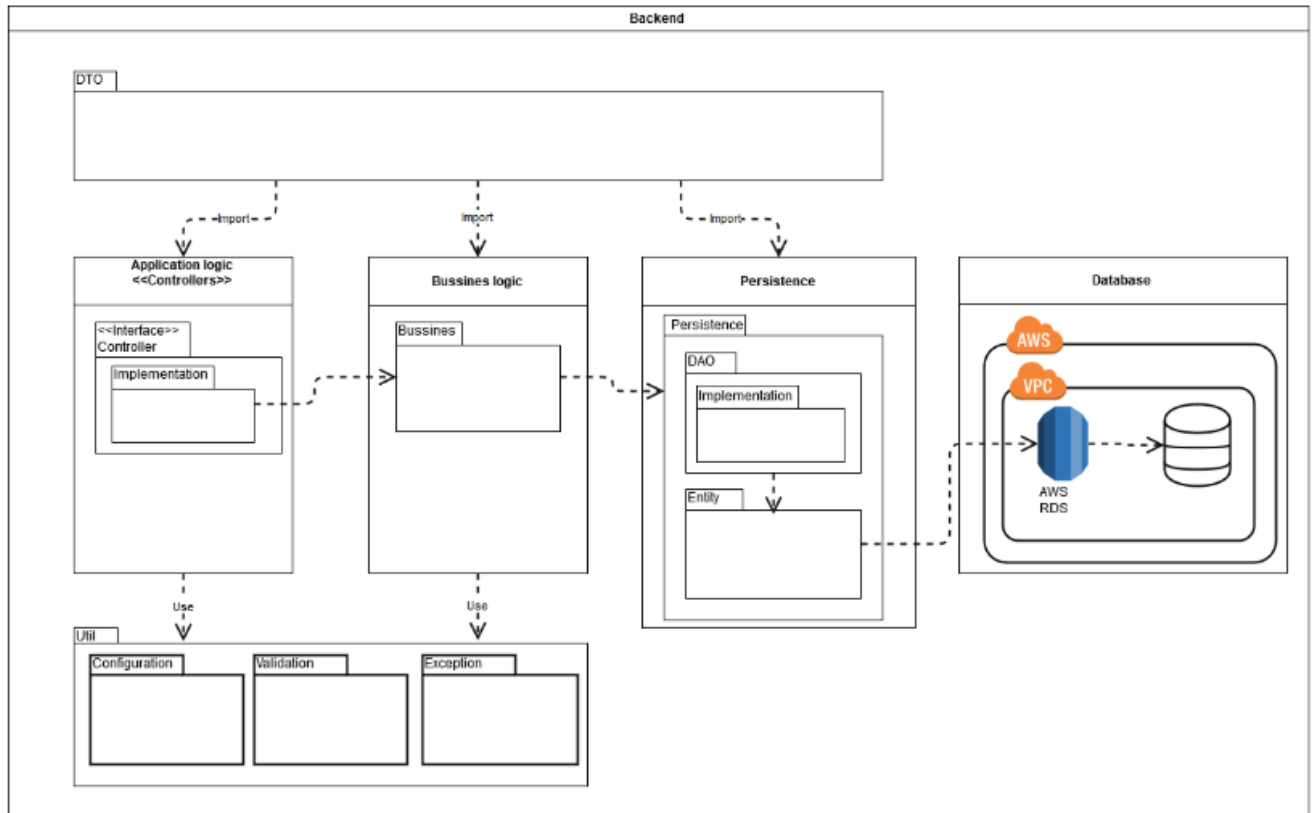 Backend
DTO
Import
Import
Import
Application logic
<<Controllers>>
Bussines logic
Persistence
Database
<<Interface>>
Controller
Implementation
Bussines
Persistence
DAO
Implementation
Entity
AWS
VPC
AWS
RDS
Use
Use
Util
Configuration
Validation
Exception